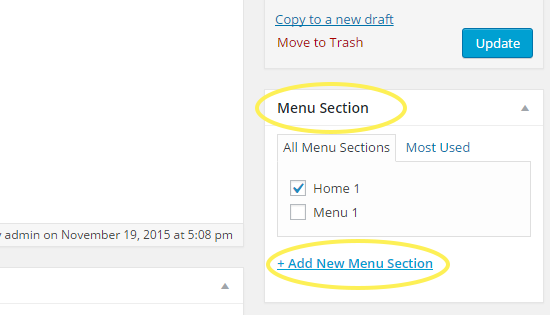 Copy to a new draft
Move to Trash
Update
Menu Section
All Menu Sections
Most Used
Home 1
Menu 1
admin on November 19, 2015 at 5:08 pm
+ Add New Menu Section